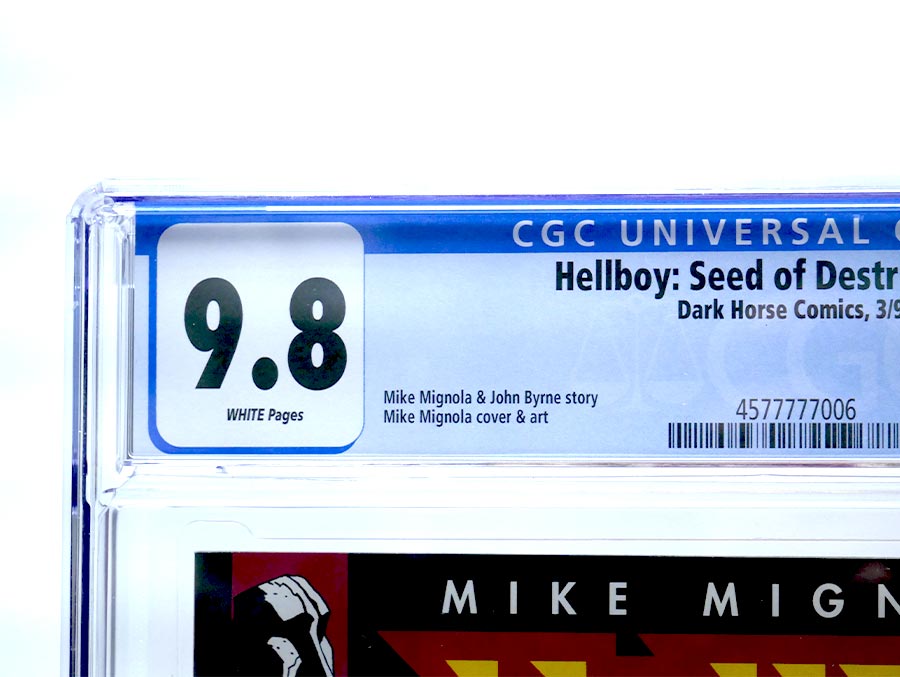 CGC UNIVERSAL
9.8
WHITE Pages
Hellboy: Seed of Destr
Dark Horse Comics, 3/9
Mike Mignola & John Byrne story
Mike Mignola cover & art
4577777006
MIKE MIGN